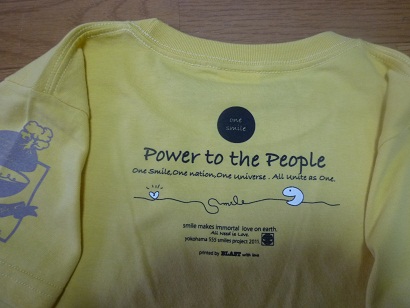 one
smile
Power to the People
One Smile, One nation, One Universe. All Unite as One.
smile
smile makes immortal love on earth.
All Need is Love.
yokohama 555 smiles project 2011
printed by BLAST with love